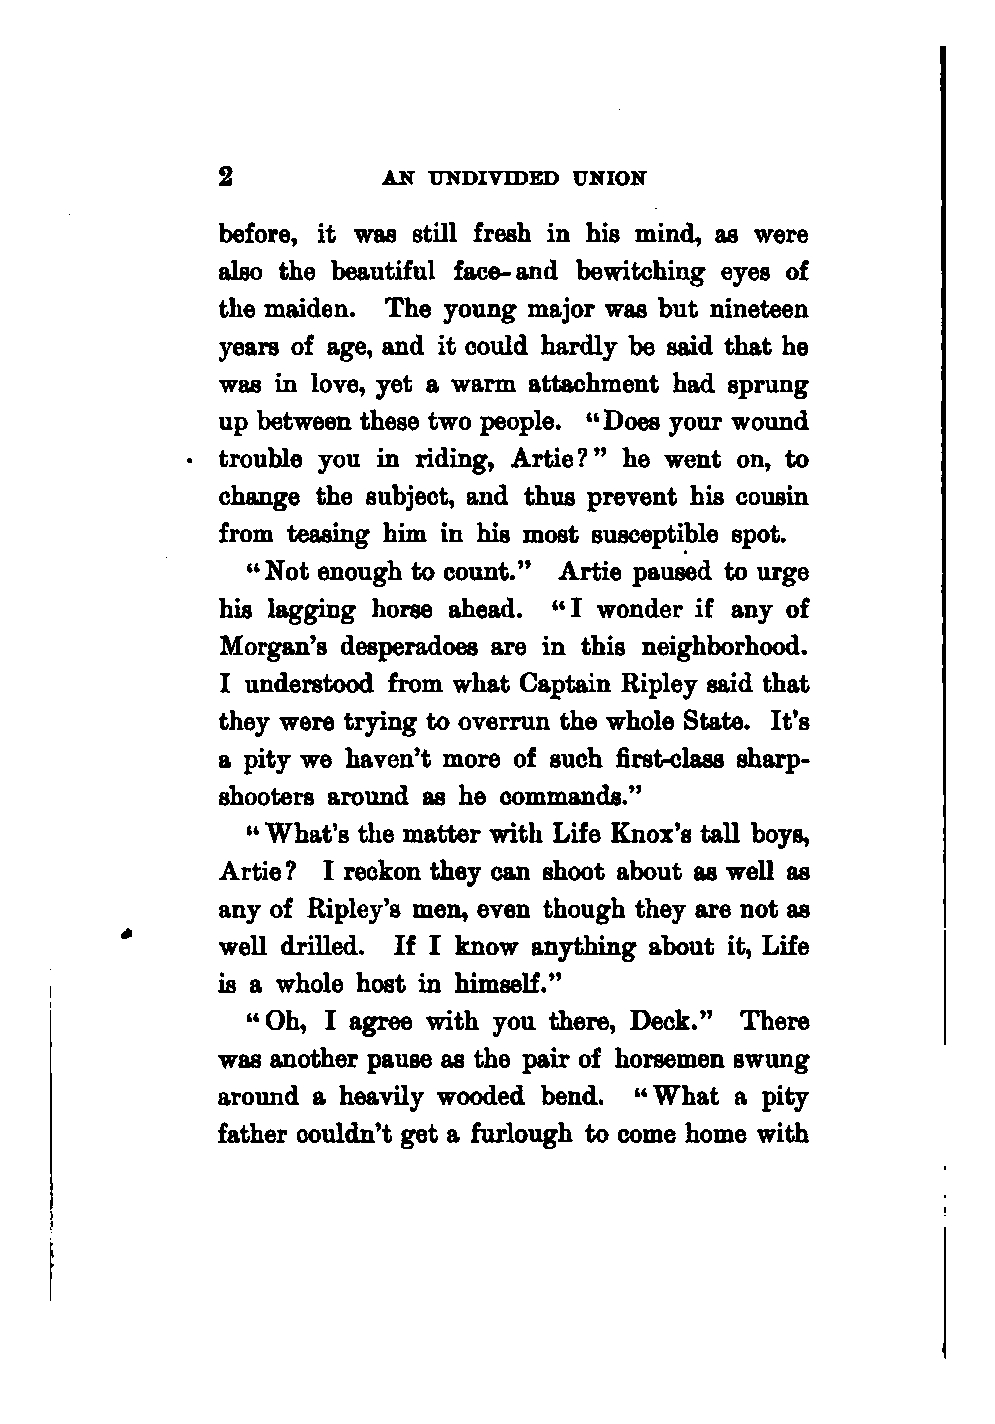 2 AN UNDIVIDED UNION
before, it was still fresh in his mind, as were
also the beautiful face-and bewitching eyes of
the maiden. The young major was but nineteen
years of age, and it could hardly be said that he
was in love, yet a warm attachment had sprung
up between these two people. “Does your wound
trouble you in riding, Artie?” he went on, to
change the subject, and thus prevent his cousin
from teasing him in his most susceptible spot.
“Not enough to count.” Artie paused to urge
his lagging horse ahead. “I wonder if any of
Morgan’s desperadoes are in this neighborhood.
I understood from what Captain Ripley said that
they were trying to overrun the whole State. It’s
a pity we haven’t more of such first-class sharp-
shooters around as he commands.”
“What’s the matter with Life Knox’s tall boys,
Artie? I reckon they can shoot about as well as
any of Ripley’s men, even though they are not as
well drilled. If I know anything about it, Life
is a whole host in himself.”
“Oh, I agree with you there, Deck.” There
was another pause as the pair of horsemen swung
around a heavily wooded bend. “What a pity
father couldn’t get a furlough to come home with